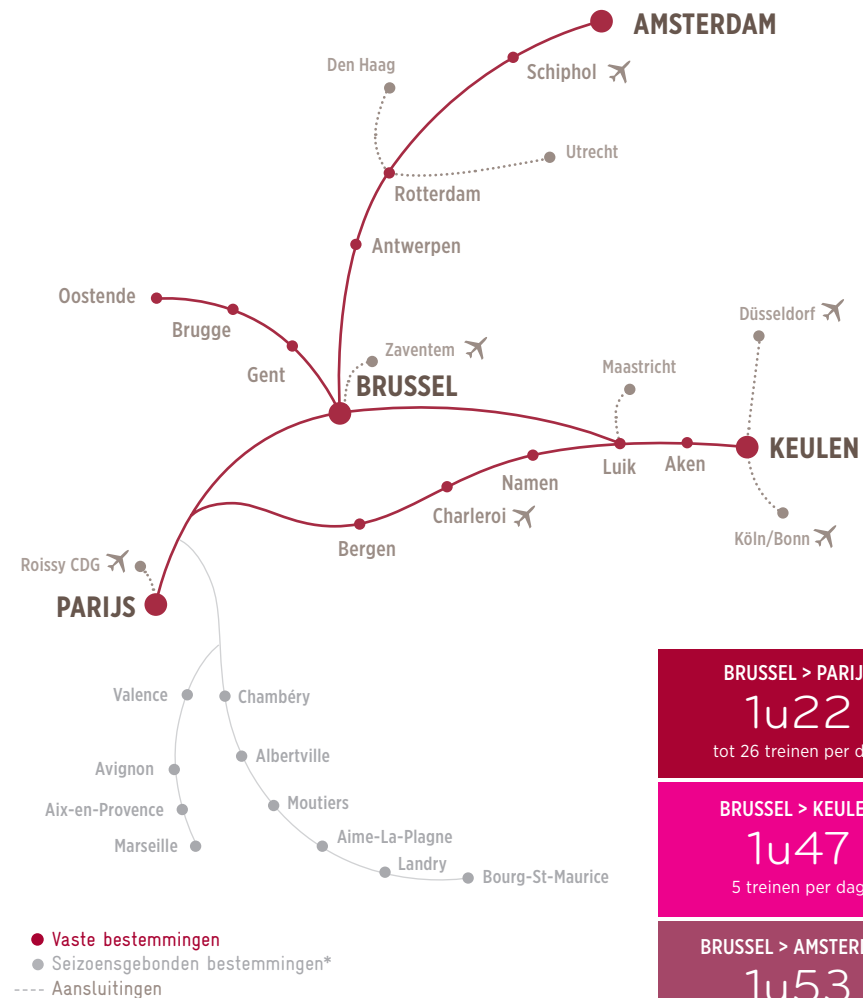 AMSTERDAM
Den Haag
Schiphol
Utrecht
Rotterdam
Antwerpen
Oostende
Brugge
Gent
Zaventem
BRUSSEL
Düsseldorf
Maastricht
KEULEN
Luik
Aken
Namen
Charleroi
Bergen
Köln/Bonn
Roissy CDG
PARIJS
Valence
Chambéry
Avignon
Albertville
Aix-en-Provence
Moutiers
Marseille
Aime-La-Plagne
Landry
Bourg-St-Maurice
BRUSSEL > PARIJ
1u22
tot 26 treinen per d
BRUSSEL > KEULE
1u47
5 treinen per dag
BRUSSEL > AMSTER
1u53
Vaste bestemmingen
Seizoensgebonden bestemmingen*
Aansluitingen